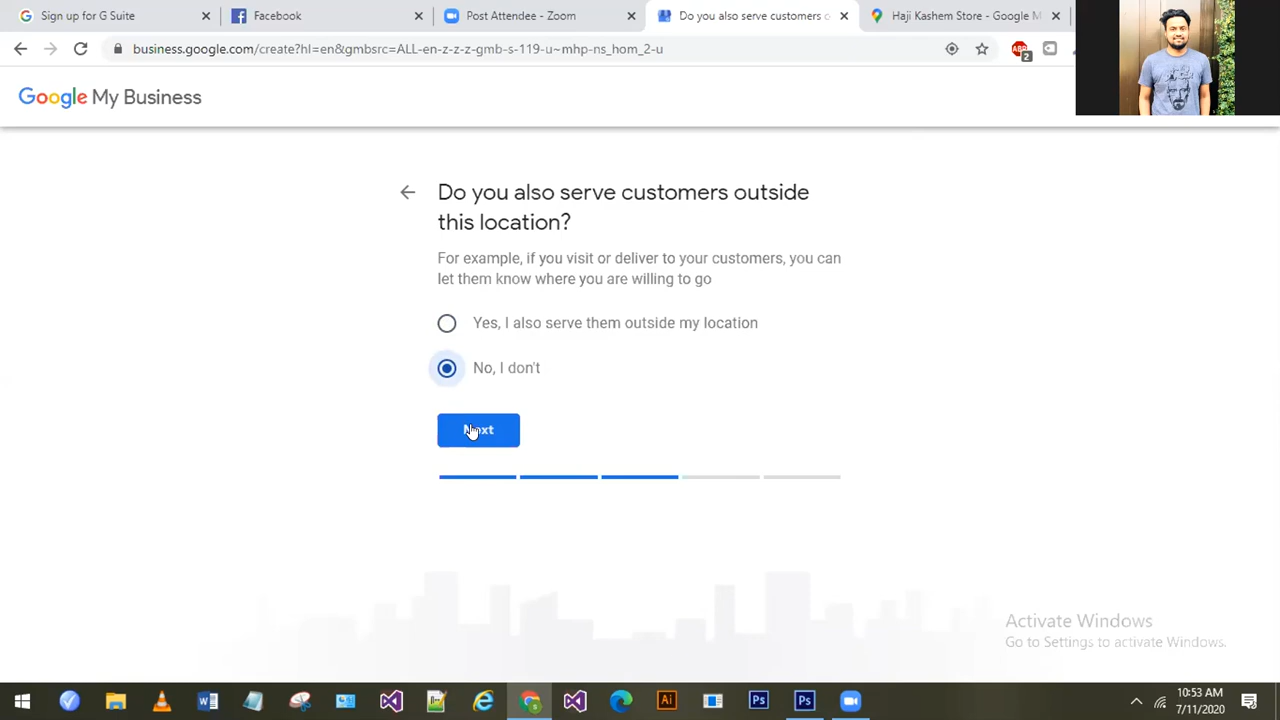 Sign up for G Suite
Facebook
Post Attendee - Zoom
Do you also serve customers o
Haji Kashem Store - Google M
business.google.com/create?hl=en&gmbsrc=ALL-en-z-z-z-gmb-s-119-u~mhp-ns_hom_2-u
ABP
2
Google My Business
Do you also serve customers outside
this location?
For example, if you visit or deliver to your customers, you can
let them know where you are willing to go
Yes, I also serve them outside my location
No, I don't
Next
Activate Windows
Go to Settings to activate Windows.
10:53 AM
7/11/2020